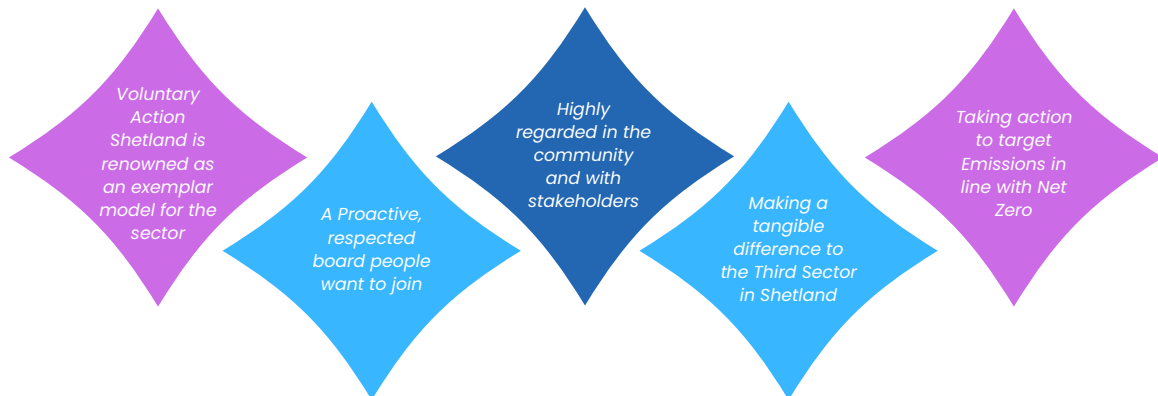 Voluntary
Action
Shetland is
renowned as
an exemplar
model for the
sector
A Proactive,
respected
board people
want to join
Highly
regarded in the
community
and with
stakeholders
Making a
tangible
difference to
the Third Sector
in Shetland
Taking action
to target
Emissions in
line with Net
Zero